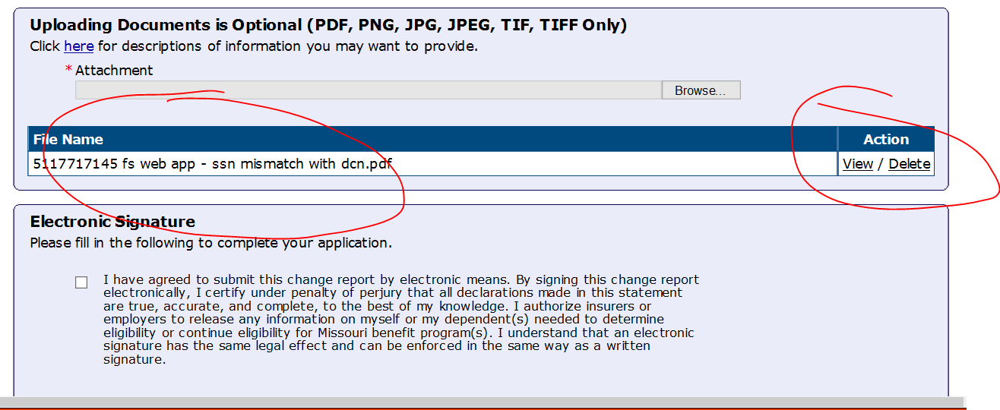 Uploading Documents is Optional (PDF, PNG, JPG, JPEG, TIF, TIFF Only)
Click here for descriptions of information you may want to provide.
* Attachment
Browse...
File Name Action
5117717145 fs web app - ssn mismatch with dcn.pdf View / Delete
Electronic Signature
Please fill in the following to complete your application.
I have agreed to submit this change report by electronic means. By signing this change report
electronically, I certify under penalty of perjury that all declarations made in this statement
are true, accurate, and complete, to the best of my knowledge. I authorize insurers or
employers to release any information on myself or my dependent(s) needed to determine
eligibility or continue eligibility for Missouri benefit program(s). I understand that an electronic
signature has the same legal effect and can be enforced in the same way as a written
signature.